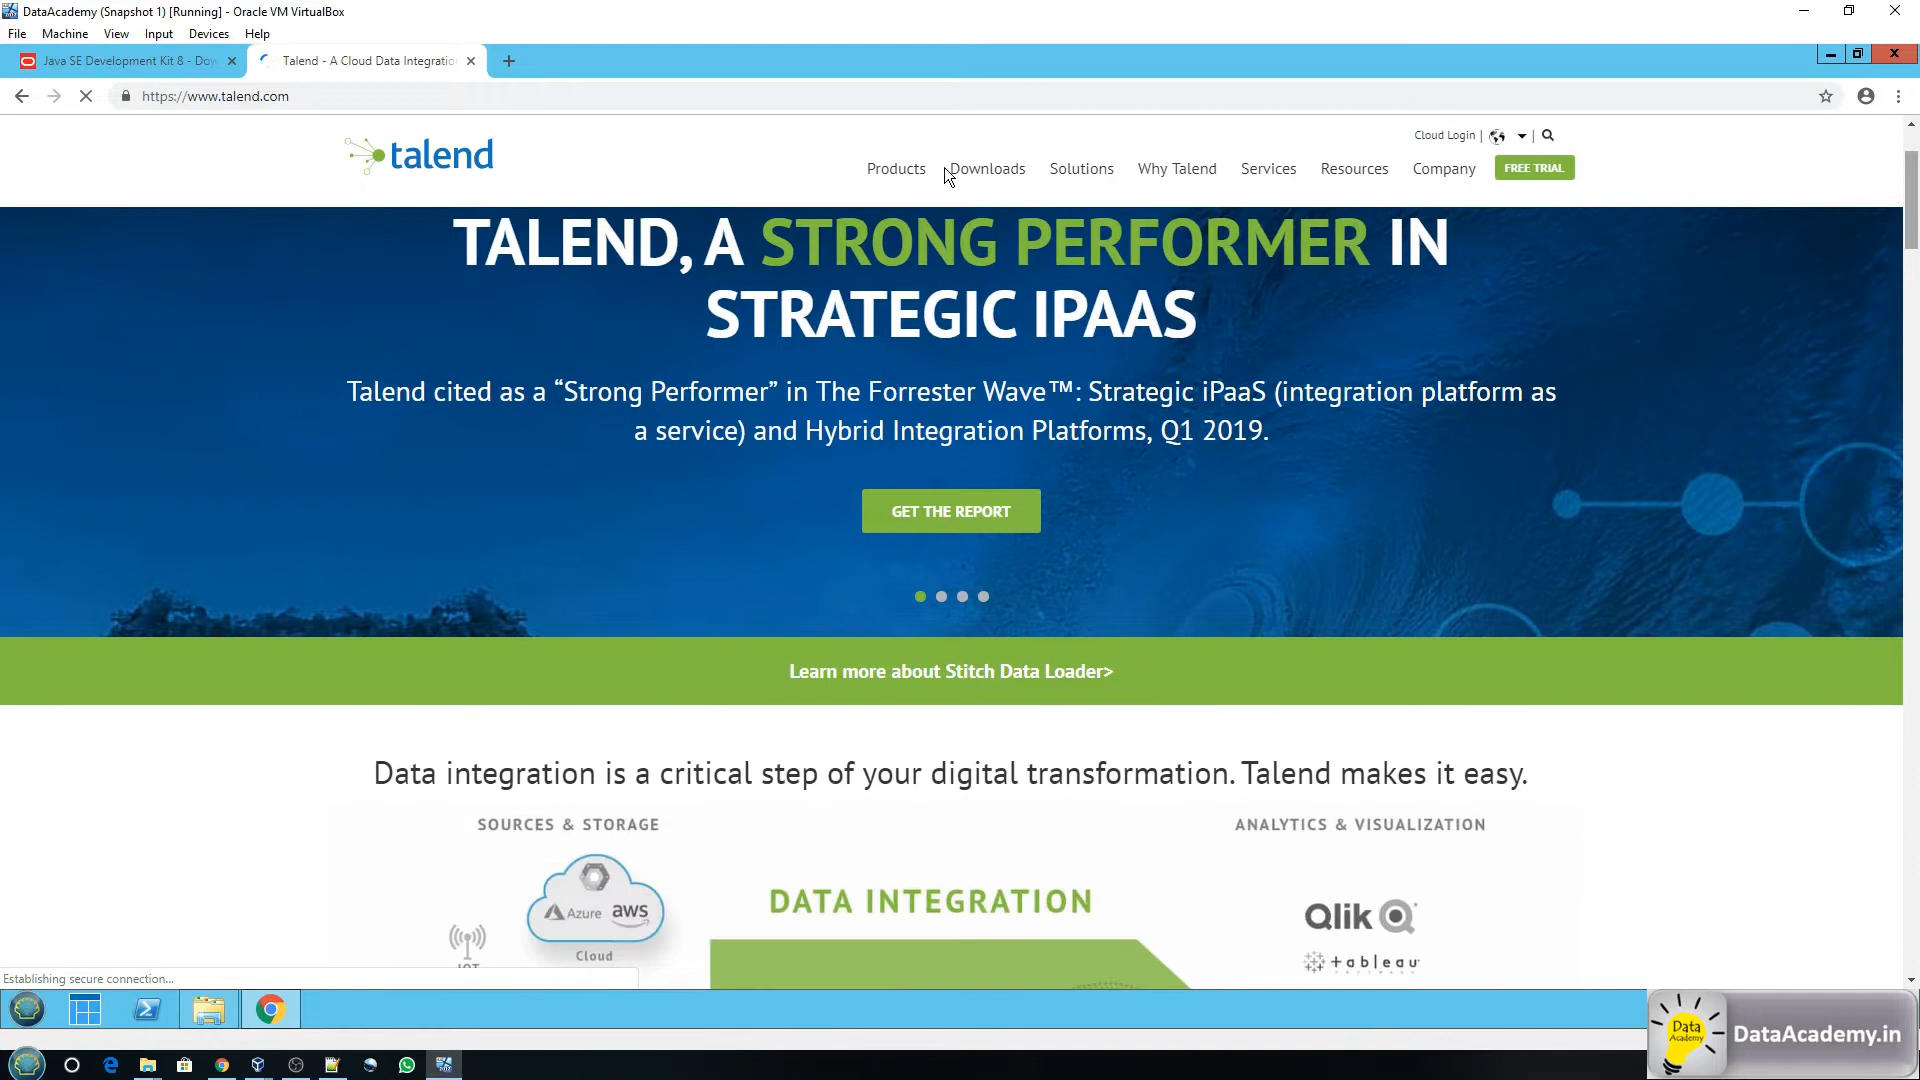 DataAcademy (Snapshot 1) [Running] - Oracle VM VirtualBox
File Machine View Input Devices Help
Java SE Development Kit 8 - Dow
Talend - A Cloud Data Integratio
https://www.talend.com
talend
Cloud Login |
Products Downloads Solutions Why Talend Services Resources Company FREE TRIAL
TALEND, A STRONG PERFORMER IN
STRATEGIC IPAAS
Talend cited as a “Strong Performer” in The Forrester Wave™: Strategic iPaaS (integration platform as
a service) and Hybrid Integration Platforms, Q1 2019.
GET THE REPORT
Learn more about Stitch Data Loader>
Data integration is a critical step of your digital transformation. Talend makes it easy.
SOURCES & STORAGE
ANALYTICS & VISUALIZATION
Azure aws
Cloud
DATA INTEGRATION
Qlik
tableau
Establishing secure connection...
Data
Academy
DataAcademy.in